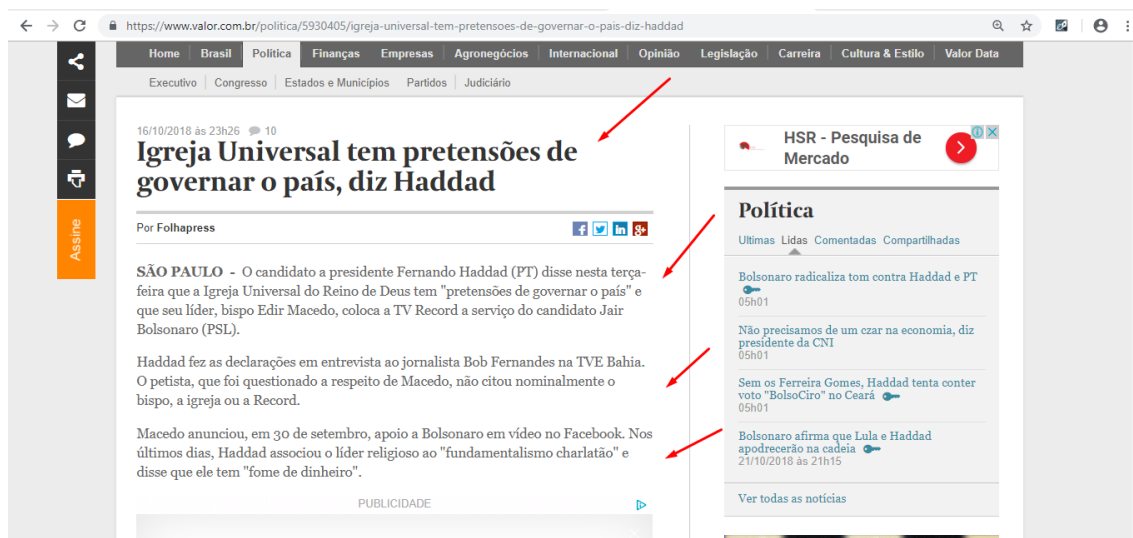 https://www.valor.com.br/politica/5930405/igreja-universal-tem-pretensoes-de-governar-o-pais-diz-haddad
Home Brasil Política Finanças Empresas Agronegócios Internacional Opinião Legislação Carreira Cultura & Estilo Valor Data
Executivo Congresso Estados e Municípios Partidos Judiciário
Assine
16/10/2018 às 23h26 10
Igreja Universal tem pretensões de
governar o país, diz Haddad
Por Folhapress
f in g+
SÃO PAULO - O candidato a presidente Fernando Haddad (PT) disse nesta terça-
feira que a Igreja Universal do Reino de Deus tem "pretensões de governar o país" e
que seu líder, bispo Edir Macedo, coloca a TV Record a serviço do candidato Jair
Bolsonaro (PSL).
Haddad fez as declarações em entrevista ao jornalista Bob Fernandes na TVE Bahia.
O petista, que foi questionado a respeito de Macedo, não citou nominalmente o
bispo, a igreja ou a Record.
Macedo anunciou, em 30 de setembro, apoio a Bolsonaro em vídeo no Facebook. Nos
últimos dias, Haddad associou o líder religioso ao "fundamentalismo charlatão" e
disse que ele tem "fome de dinheiro".
PUBLICIDADE
HSR - Pesquisa de
Mercado
Política
Ultimas Lidas Comentadas Compartilhadas
Bolsonaro radicaliza tom contra Haddad e PT
05h01
Não precisamos de um czar na economia, diz
presidente da CNI
05h01
Sem os Ferreira Gomes, Haddad tenta conter
voto "BolsoCiro" no Ceará
05h01
Bolsonaro afirma que Lula e Haddad
apodrecerão na cadeia
21/10/2018 às 21h15
Ver todas as notícias